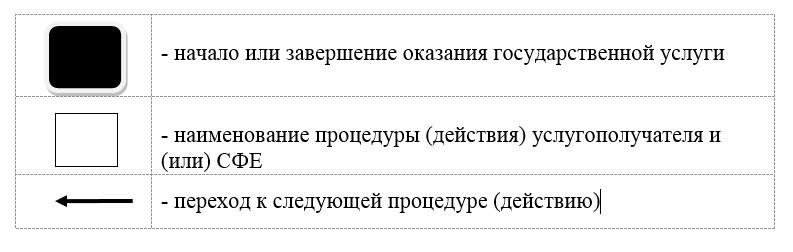 - начало или завершение оказания государственной услуги
- наименование процедуры (действия) услугополучателя и
(или) СФЕ
- переход к следующей процедуре (действию)